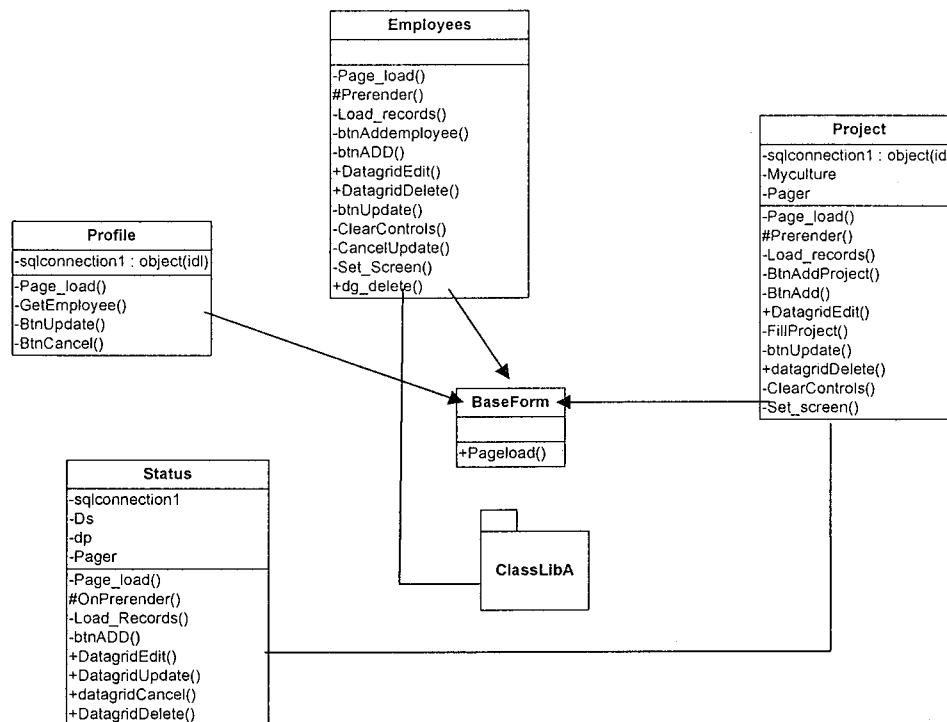 Employees
-Page_load()
#Prerender()
-Load_records()
-btnAddemployee()
-btnADD()
+DatagridEdit()
+DatagridDelete()
-btnUpdate()
-ClearControls()
-CancelUpdate()
-Set_Screen()
+dg_delete()
Project
-sqlconnection1 : object(id
-Myculture
-Pager
-Page_load()
#Prerender()
-Load_records()
-BtnAddProject()
-BtnAdd()
+DatagridEdit()
-FillProject()
-btnUpdate()
+datagridDelete()
-ClearControls()
-Set_screen()
Profile
-sqlconnection1 : object(idl)
-Page_load()
-GetEmployee()
-BtnUpdate()
-BtnCancel()
BaseForm
+Pageload()
Status
-sqlconnection1
-Ds
-dp
-Pager
-Page_load()
#OnPrerender()
-Load_Records()
-btnADD()
+DatagridEdit()
+DatagridUpdate()
+datagridCancel()
+DatagridDelete()
ClassLibA